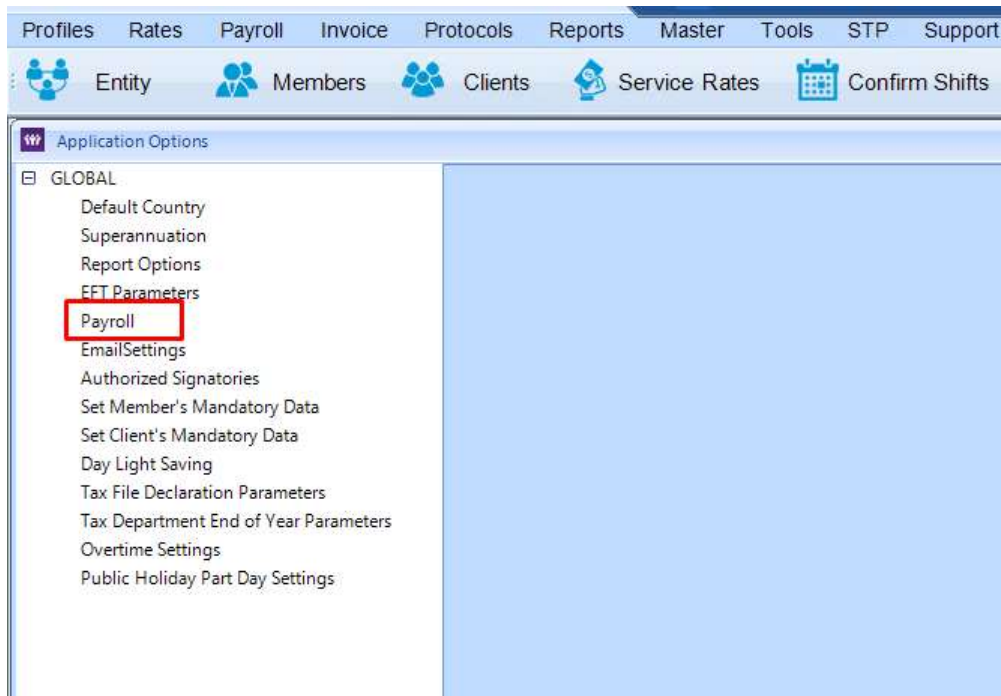 Profiles Rates Payroll Invoice Protocols Reports Master Tools STP Support
Entity Members Clients Service Rates Confirm Shifts
Application Options
GLOBAL
Default Country
Superannuation
Report Options
EFT Parameters
Payroll
EmailSettings
Authorized Signatories
Set Member's Mandatory Data
Set Client's Mandatory Data
Day Light Saving
Tax File Declaration Parameters
Tax Department End of Year Parameters
Overtime Settings
Public Holiday Part Day Settings